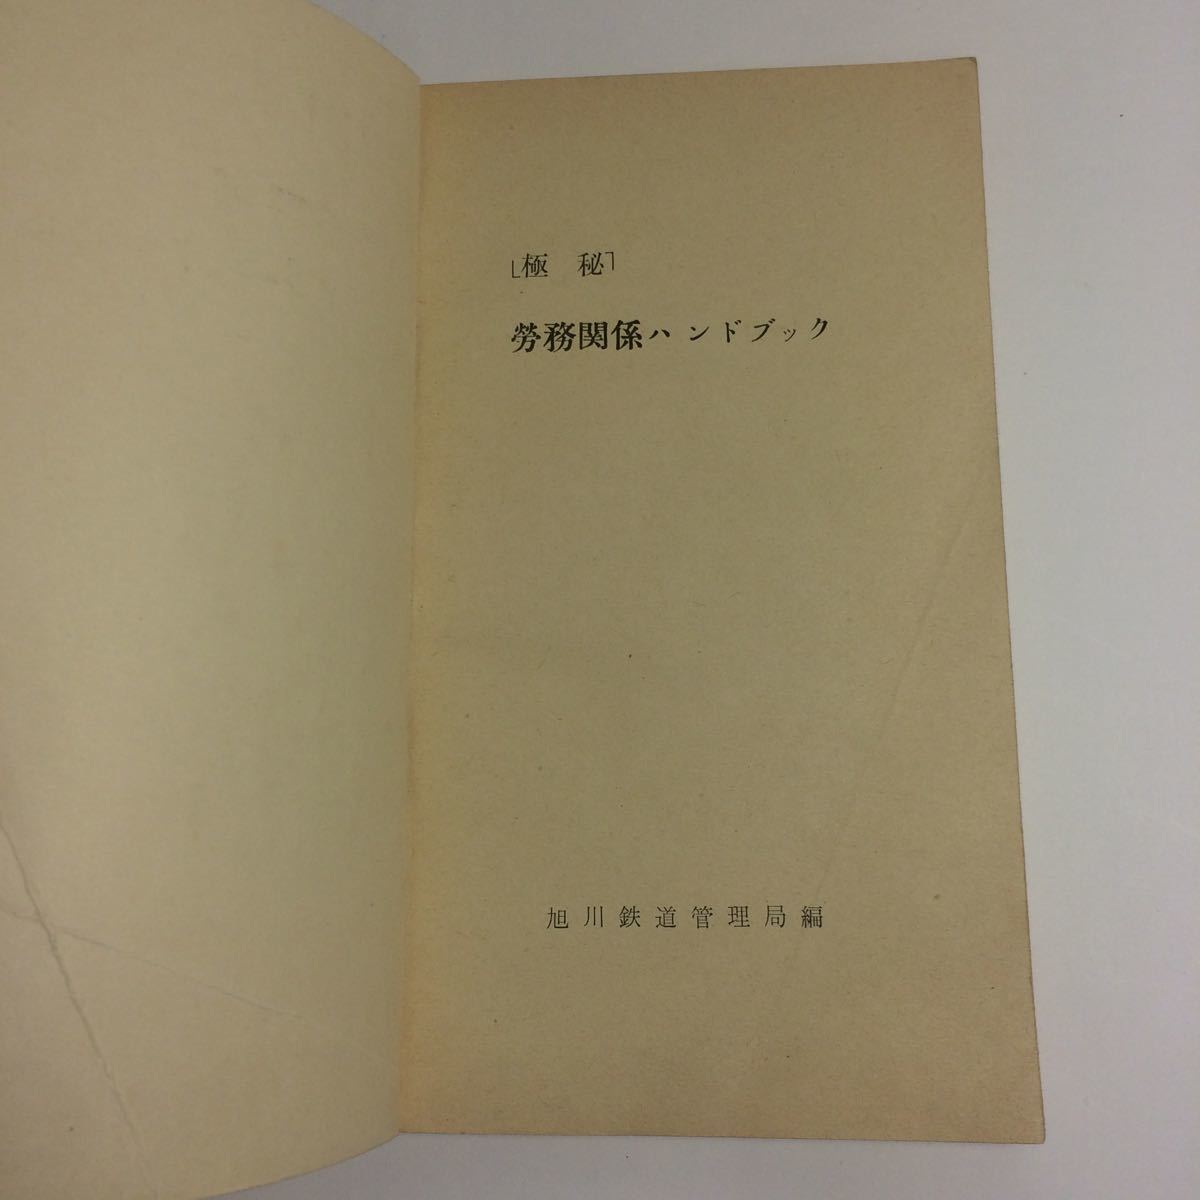 ［極　秘］
勞務関係ハンドブック
旭川鉄道管理局編